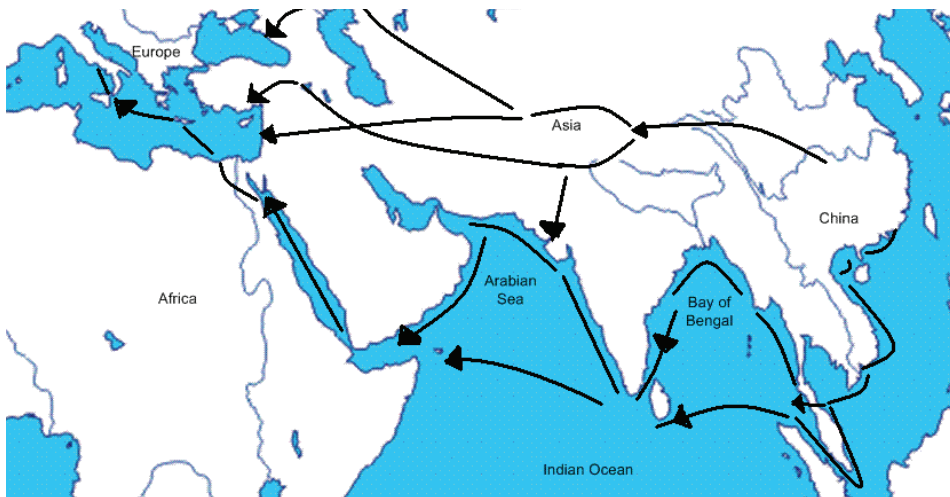 Europe
Asia
China
Arabian
Sea
Africa
Bay of
Bengal
Indian Ocean